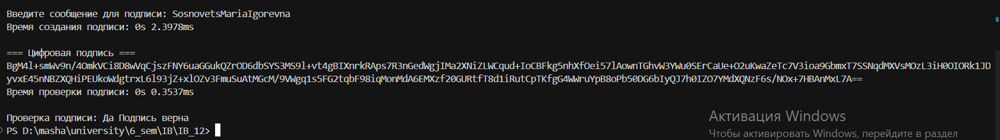 Введите сообщение для подписи: SosnovetsMariaIgorevna
Время создания подписи: 0s 2.3978ms
=== Цифровая подпись ===
BgM4l+smWv9n/4OmkVCi8D8wVqCjszFNY6uaGGukQZrOD6dbSYS3MS9l+vt4gBIXnrkRAps7R3nGedWgjIMa2XNiZLWCqud+IoCBFkg5nhXfOei57lAownTGhvW3YWu0SErCaUe+O2uKwaZeTc7V3ioa9GbmxT7SSNqdMXVsMOzL3iH0OIORk1JD
yvxE45nNBZXQHiPEUkoWdgtrxL6l93jZ+xlOZv3FmuSuAtMGcM/9VWgq1s5FG2tqbF98iqMonMdA6EMXzf20GURtfT8d1iRutCpTKfgG4WWruYpB8oPb50DG6bIyQJ7h0IZO7YMdXQNzF6s/NOx+7HBAnMxL7A==
Время проверки подписи: 0s 0.3537ms
Проверка подписи: Да Подпись верна
PS D:\masha\university\6_sem\IB\IB_12>
Активация Windows
Чтобы активировать Windows, перейдите в раздел